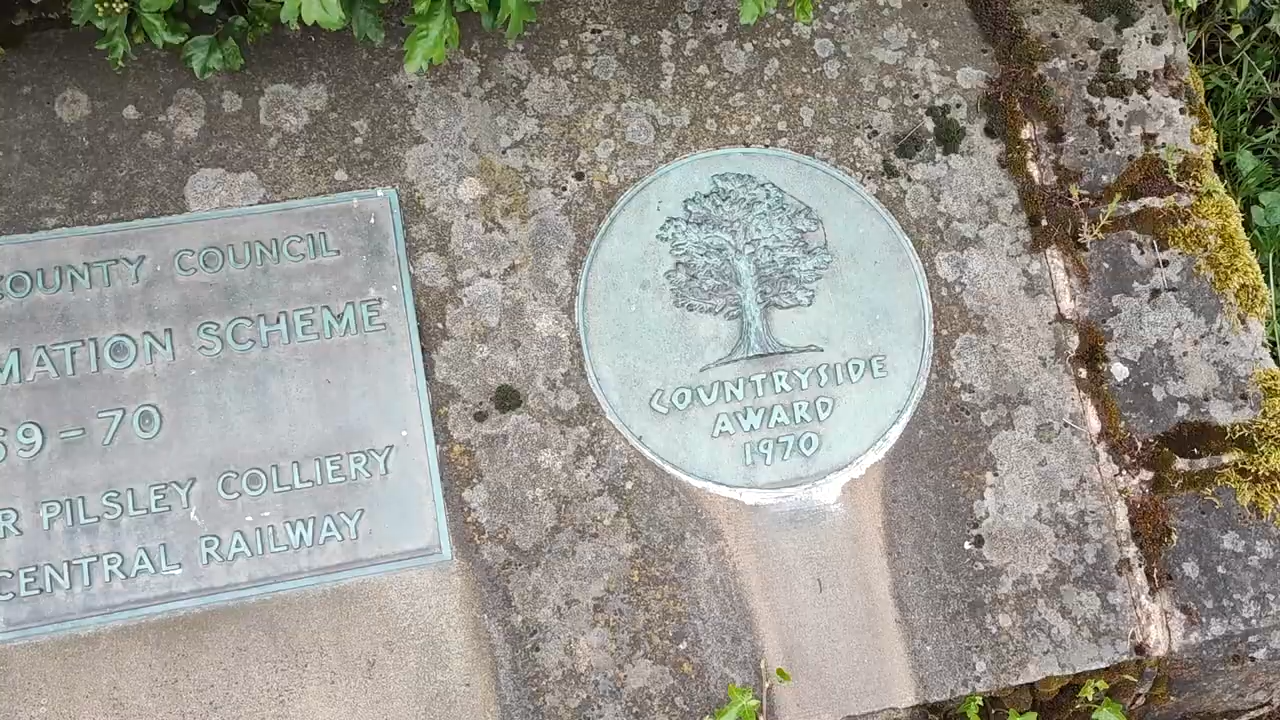 COUNTY COUNCIL
MATION SCHEME
69-70
R PILSLEY COLLIERY
CENTRAL RAILWAY
COUNTRYSIDE
AWARD
1970